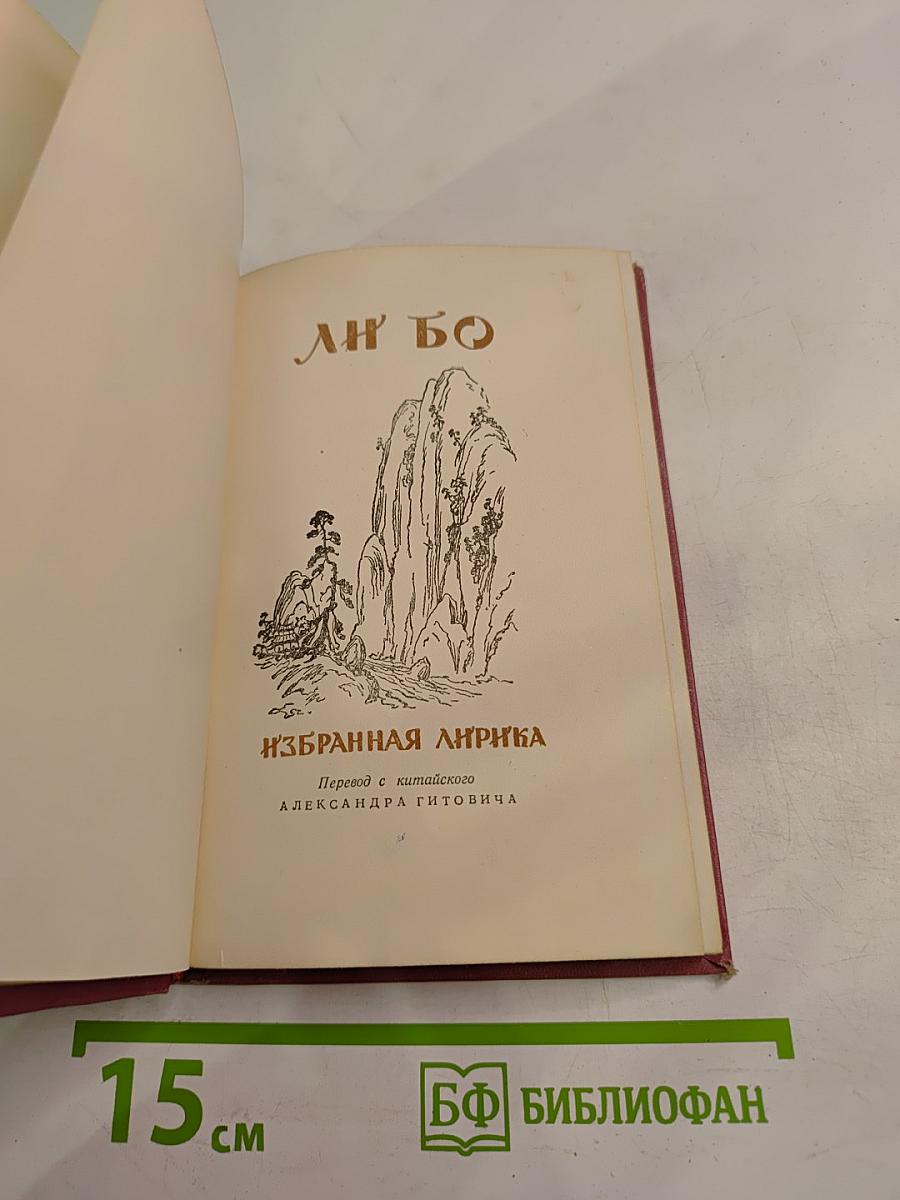 ЛИ БО
ИЗБРАННАЯ ЛИРИКА
Перевод с китайского
АЛЕКСАНДРА ГИТОВИЧА
15 см
БФ БИБЛИОФАН